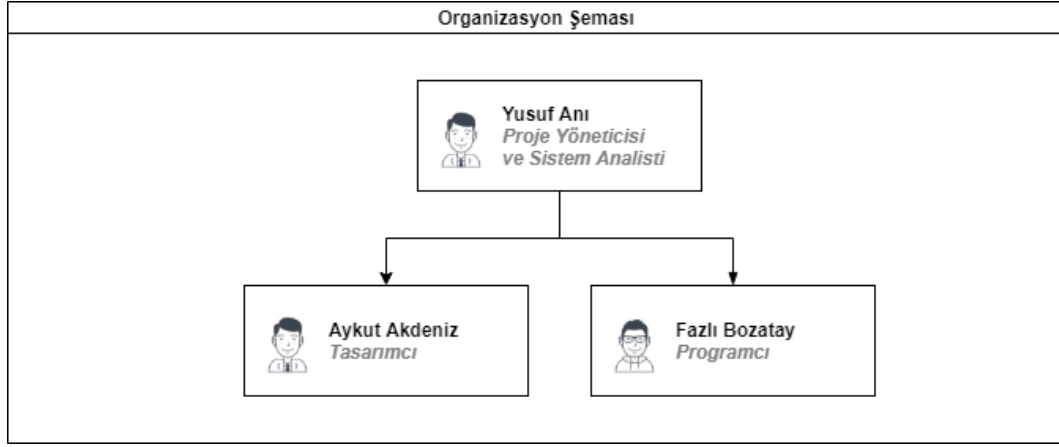 Organizasyon Şeması
Yusuf Anı
Proje Yöneticisi
ve Sistem Analisti
Aykut Akdeniz
Tasarımcı
Fazlı Bozatay
Programcı